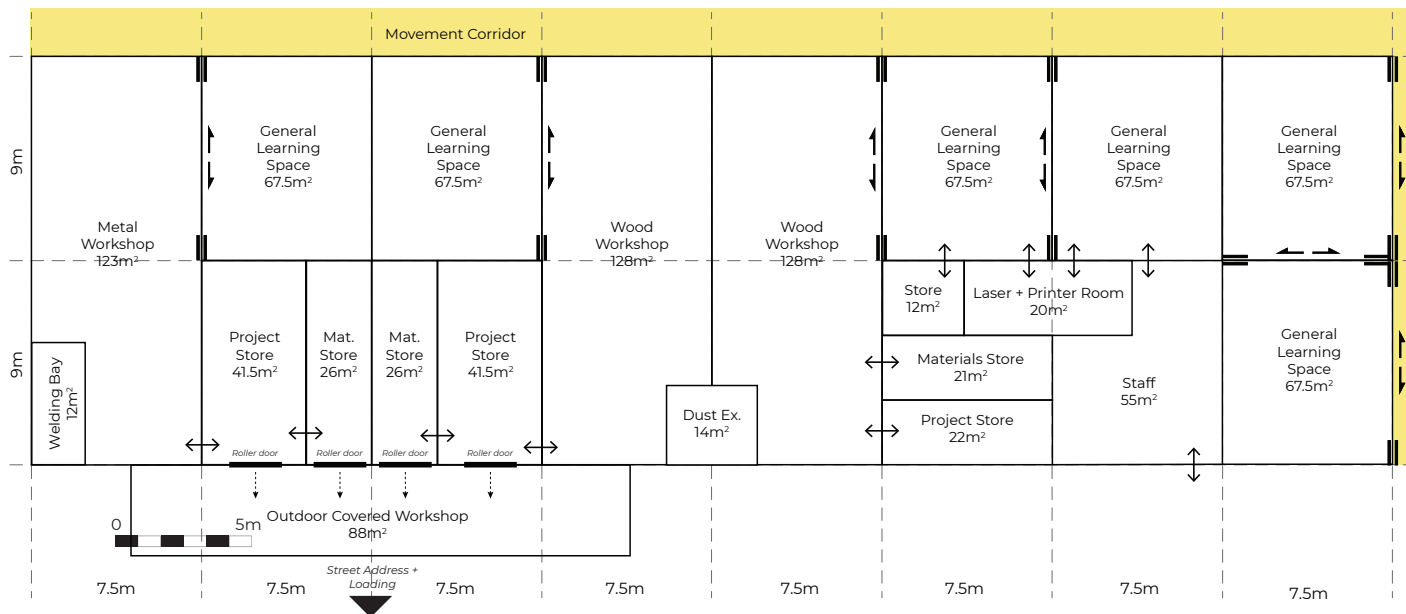 Movement Corridor
9m
9m
General
Learning
Space
67.5m²
General
Learning
Space
67.5m²
General
Learning
Space
67.5m²
General
Learning
Space
67.5m²
General
Learning
Space
67.5m²
Metal
Workshop
123m²
Wood
Workshop
128m²
Wood
Workshop
128m²
Store
12m²
Laser + Printer Room
20m²
Welding Bay
12m²
Project
Store
41.5m²
Mat.
Store
26m²
Mat.
Store
26m²
Project
Store
41.5m²
Materials Store
21m²
General
Learning
Space
67.5m²
Staff
55m²
Dust Ex.
14m²
Project Store
22m²
Roller door
Roller door
Roller door
Roller door
Outdoor Covered Workshop
88m²
0
5m
Street Address +
Loading
7.5m
7.5m
7.5m
7.5m
7.5m
7.5m
7.5m
7.5m